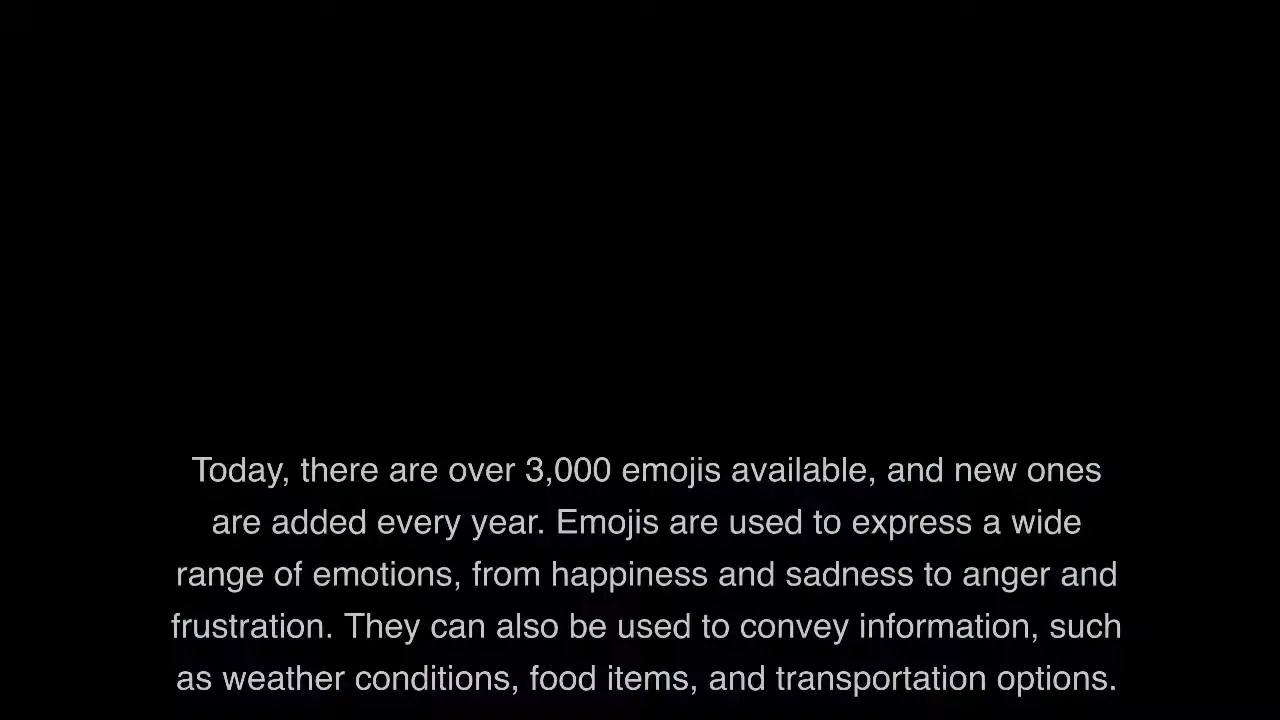 Today, there are over 3,000 emojis available, and new ones
are added every year. Emojis are used to express a wide
range of emotions, from happiness and sadness to anger and
frustration. They can also be used to convey information, such
as weather conditions, food items, and transportation options.